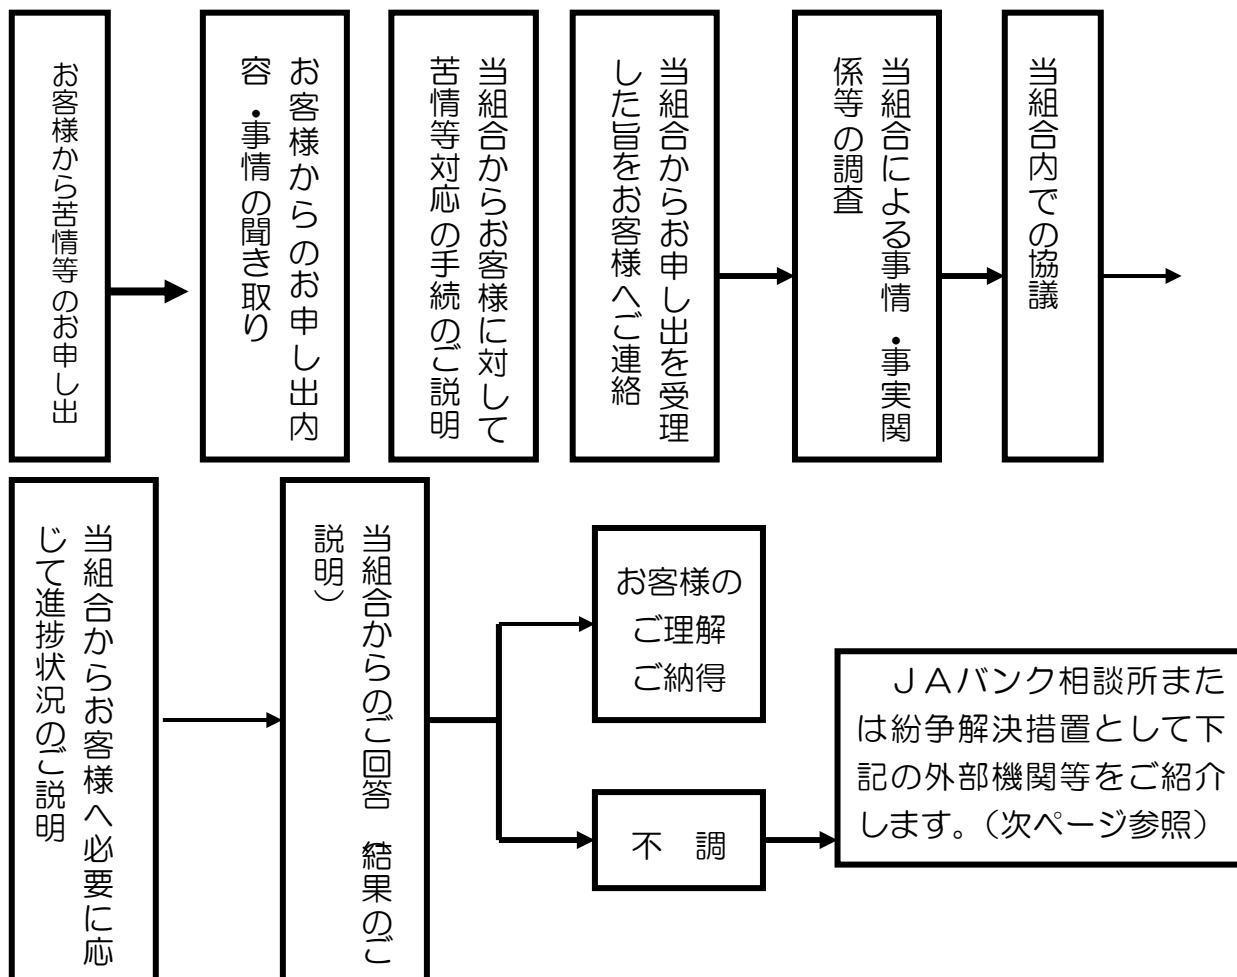 お客様から苦情等のお申し出
お客様からのお申し出内
容・事情の聞き取り
当組合からお客様に対して
苦情等対応の手続のご説明
当組合からお申し出を受理
した旨をお客様へご連絡
当組合による事情・事実関
係等の調査
当組合内での協議
当組合からお客様へ必要に応
じて進捗状況のご説明
当組合からのご回答（結果のご
説明）
お客様の
ご理解
ご納得
不　調
ＪＡバンク相談所また
は紛争解決措置として下
記の外部機関等をご紹介
します。（次ページ参照）